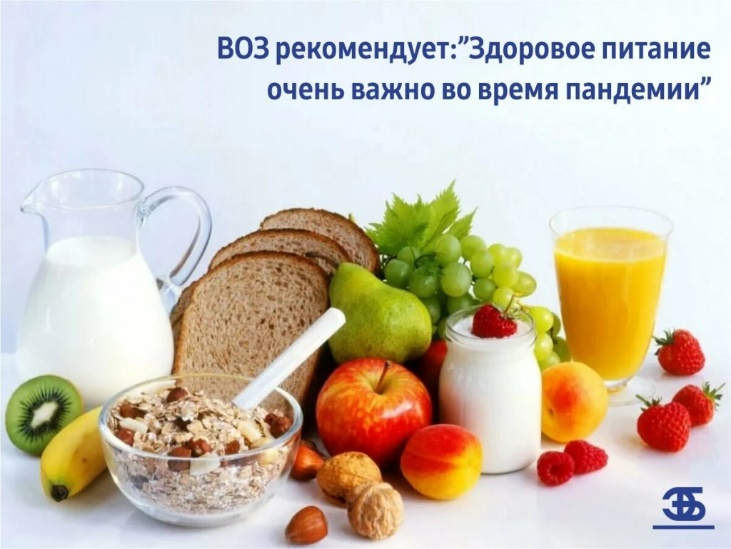 ВОЗ рекомендует:”Здоровое питание
очень важно во время пандемии”